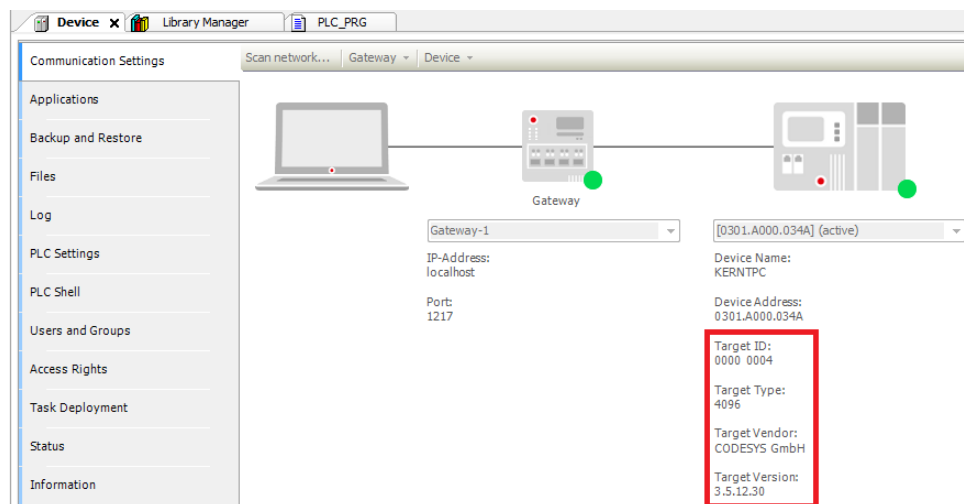 Device X Library Manager PLC_PRG
Communication Settings
Scan network... Gateway Device
Applications
Backup and Restore
Files
Log
PLC Settings
PLC Shell
Users and Groups
Access Rights
Task Deployment
Status
Information
Gateway
Gateway-1
IP-Address:
localhost
Port:
1217
[0301.A000.034A] (active)
Device Name:
KERNTPC
Device Address:
0301.A000.034A
Target ID:
0000 0004
Target Type:
4096
Target Vendor:
CODESYS GmbH
Target Version:
3.5.12.30